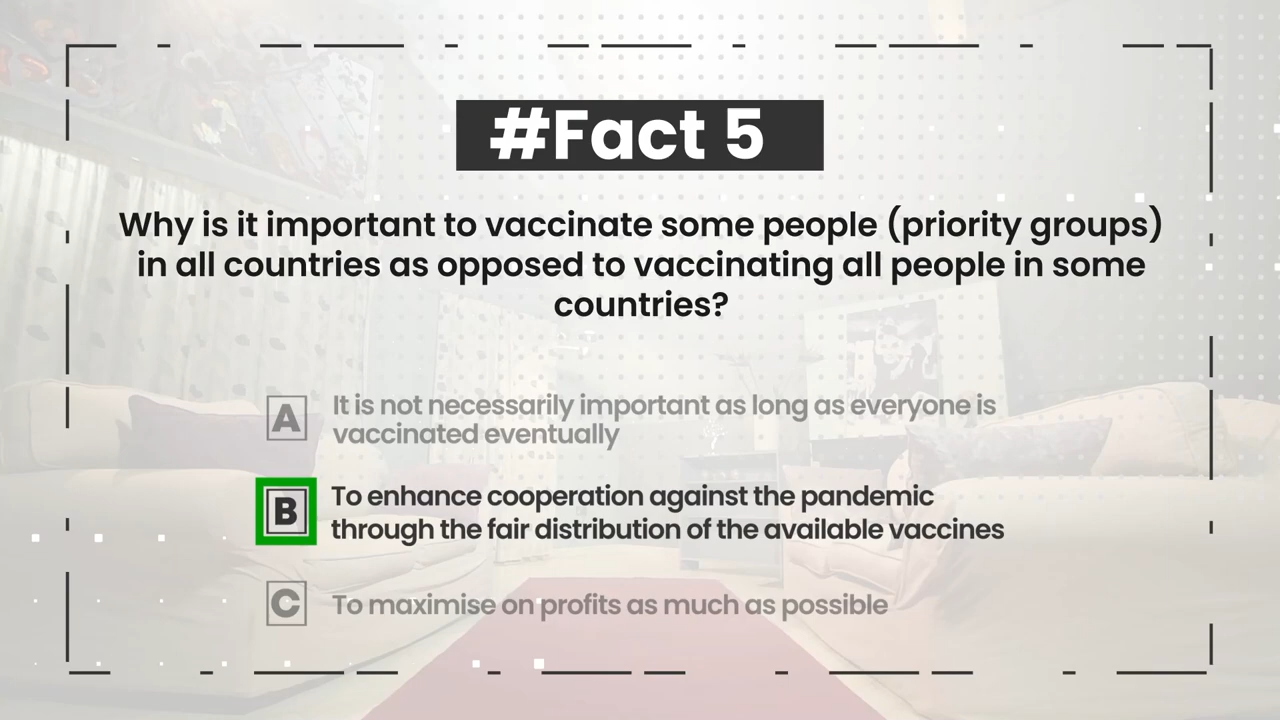 #Fact 5
Why is it important to vaccinate some people (priority groups)
in all countries as opposed to vaccinating all people in some
countries?
A It is not necessarily important as long as everyone is
vaccinated eventually
B To enhance cooperation against the pandemic
through the fair distribution of the available vaccines
C To maximise on profits as much as possible